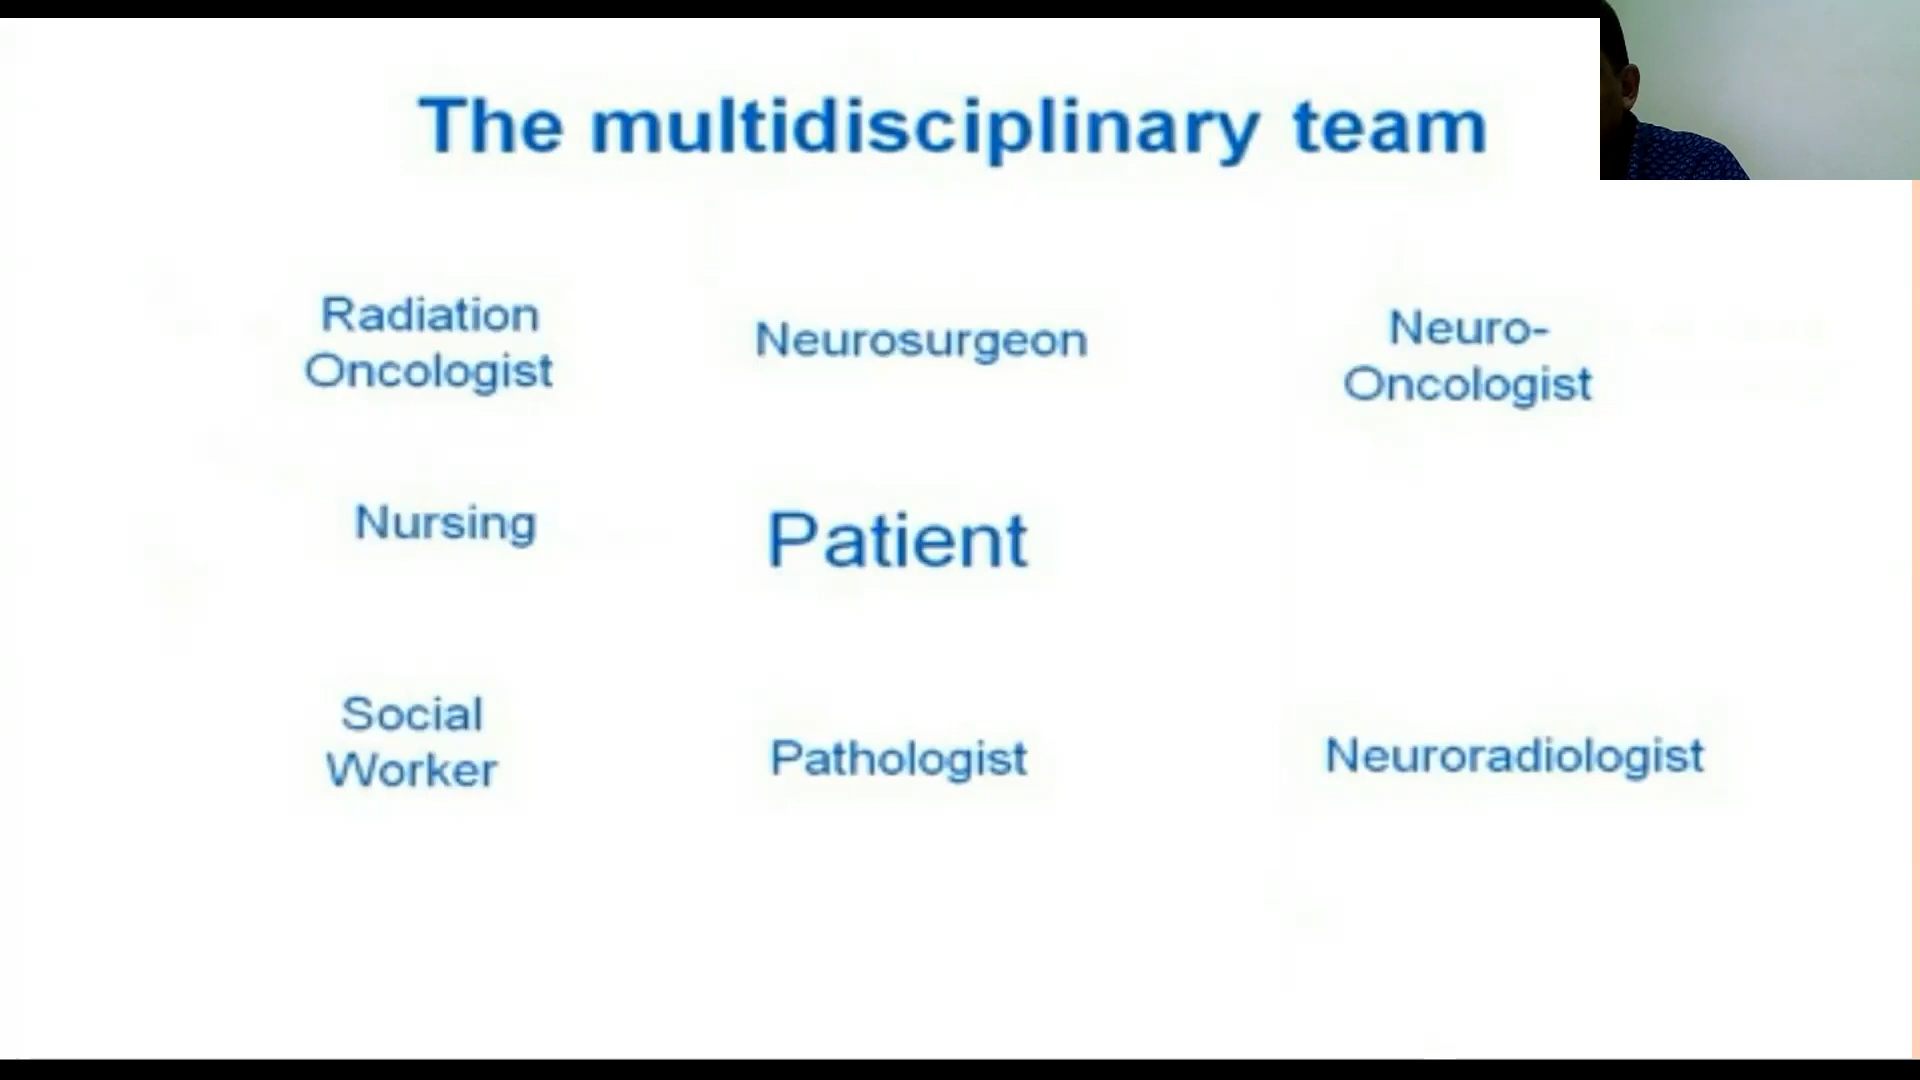 The multidisciplinary team
Radiation
Oncologist
Neurosurgeon
Neuro-
Oncologist
Nursing
Patient
Social
Worker
Pathologist
Neuroradiologist